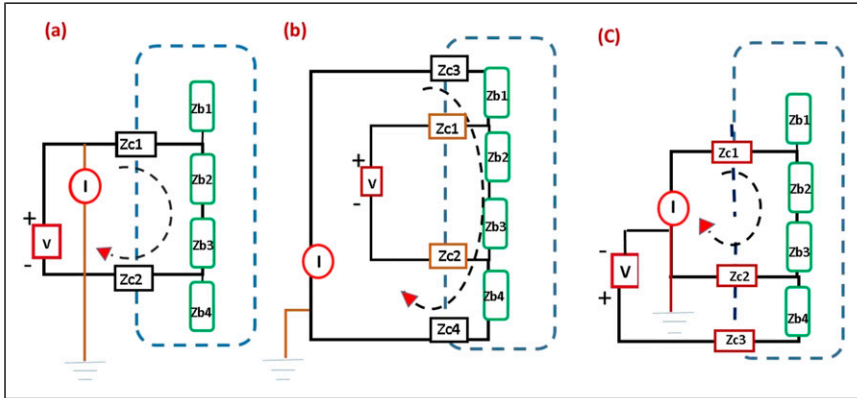 (a)
Zb1
Zc1
Zb2
I
+
V
-
Zb3
Zc2
Zb4
(b)
Zc3
Zb1
Zc1
Zb2
+
V
-
Zb3
Zc2
I
Zb4
Zc4
(C)
Zb1
Zc1
Zb2
I
-
V
+
Zb3
Zc2
Zb4
Zc3